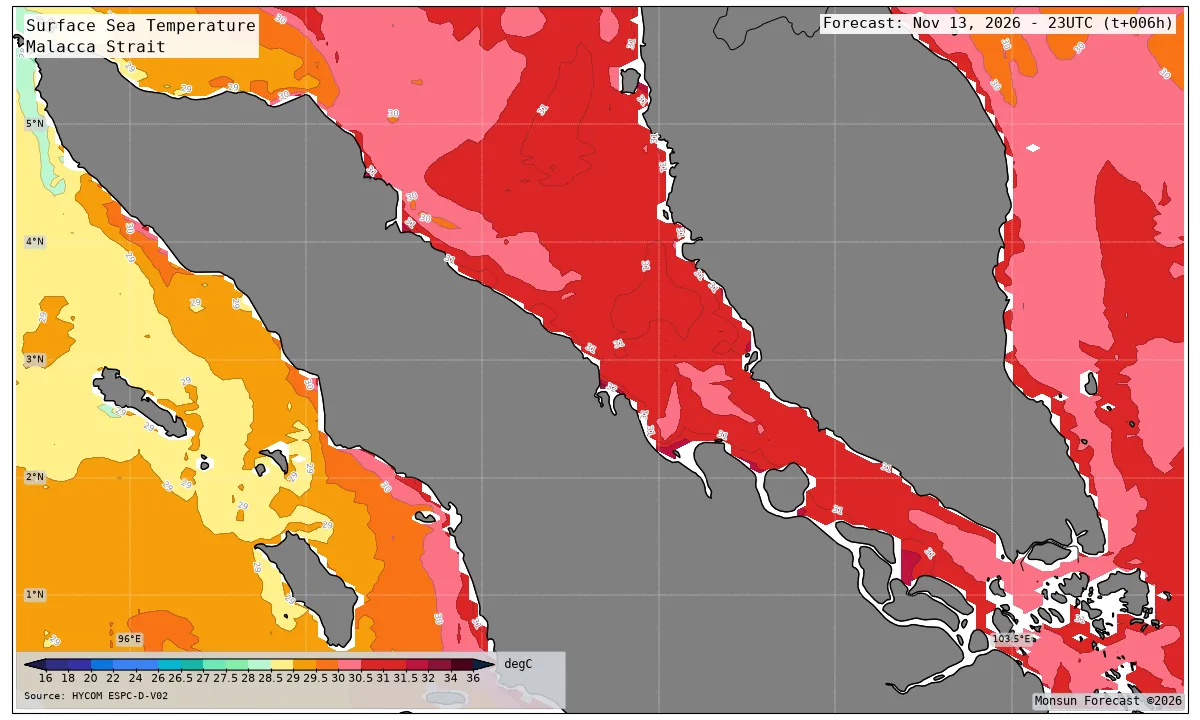 Surface Sea Temperature
Malacca Strait
Forecast: Nov 13, 2026 - 23UTC (t+006h)
5°N
4°N
3°N
2°N
1°N
96°E
103.5°E
degC
16 18 20 22 24 26 26.5 27 27.5 28 28.5 29 29.5 30 30.5 31 31.5 32 34 36
Source: HYCOM ESPC-D-V02
Monsun Forecast ©2026